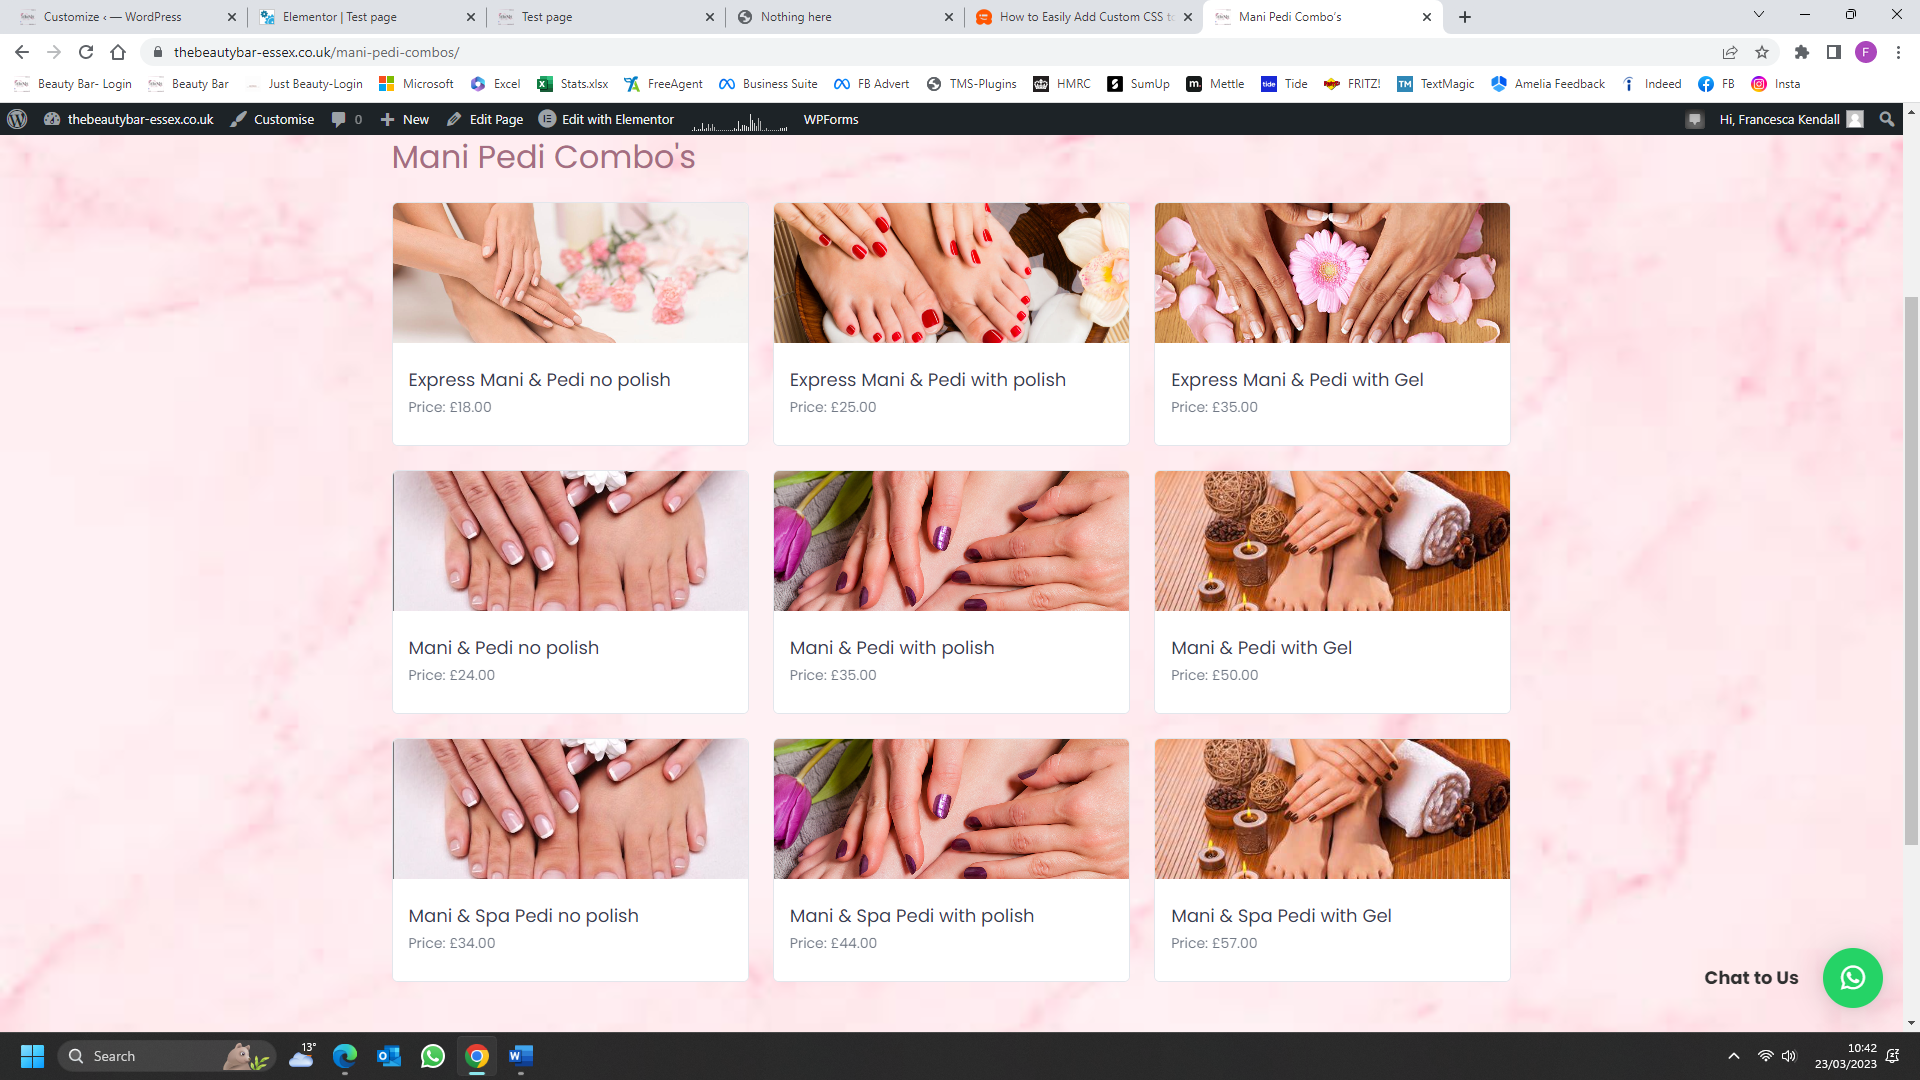 Customize ‹ — WordPress
Elementor | Test page
Test page
Nothing here
How to Easily Add Custom CSS to
Mani Pedi Combo's
thebeautybar-essex.co.uk/mani-pedi-combos/
F
Beauty Bar- Login
Beauty Bar
Just Beauty-Login
Microsoft
Excel
Stats.xlsx
FreeAgent
Business Suite
FB Advert
TMS-Plugins
HMRC
SumUp
Mettle
Tide
FRITZ!
TextMagic
Amelia Feedback
Indeed
FB
Insta
thebeautybar-essex.co.uk
Customise
0
New
Edit Page
Edit with Elementor
WPForms
Hi, Francesca Kendall
Mani Pedi Combo's
Express Mani & Pedi no polish
Price: £18.00
Express Mani & Pedi with polish
Price: £25.00
Express Mani & Pedi with Gel
Price: £35.00
Mani & Pedi no polish
Price: £24.00
Mani & Pedi with polish
Price: £35.00
Mani & Pedi with Gel
Price: £50.00
Mani & Spa Pedi no polish
Price: £34.00
Mani & Spa Pedi with polish
Price: £44.00
Mani & Spa Pedi with Gel
Price: £57.00
Chat to Us
Search
13°
10:42
23/03/2023